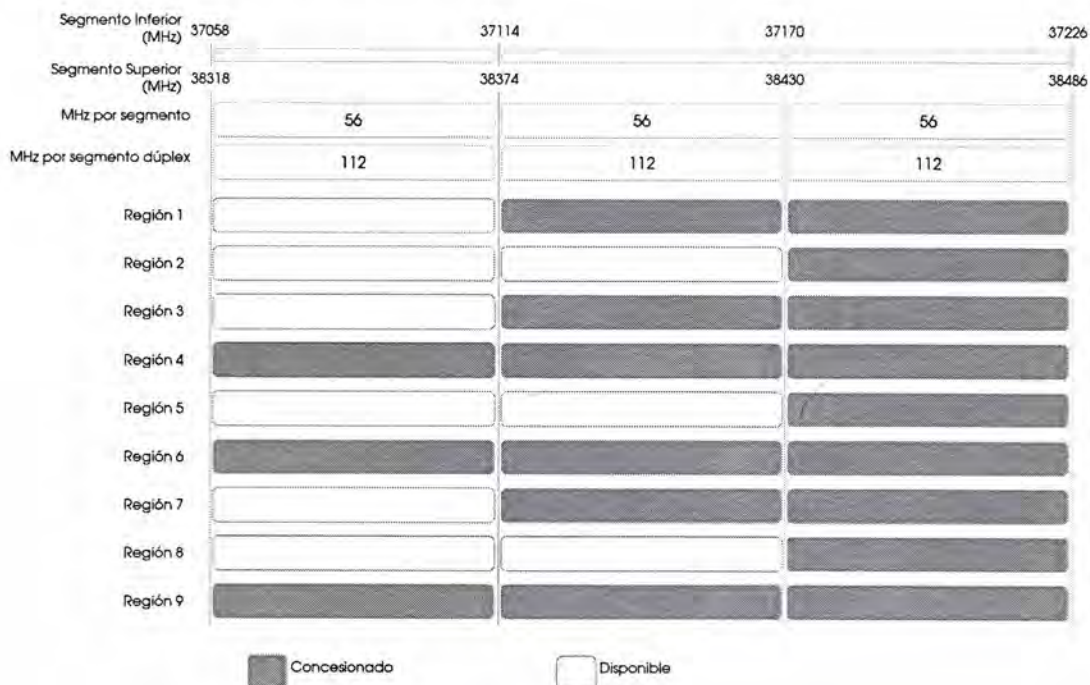 Segmento Inferior
(MHz)
37058 37114 37170 37226
Segmento Superior
(MHz)
38318 38374 38430 38486
MHz por segmento 56 56 56
MHz por segmento dúplex 112 112 112
Región 1
Región 2
Región 3
Región 4
Región 5
Región 6
Región 7
Región 8
Región 9
Concesionado Disponible